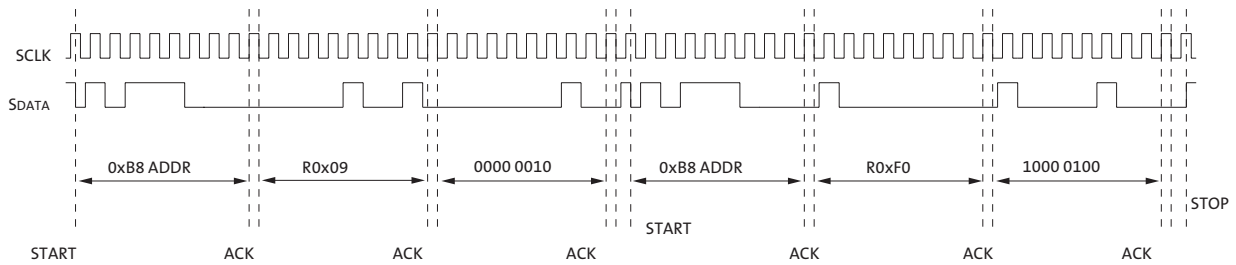 SCLK
SDATA
0xB8 ADDR R0x09 0000 0010 0xB8 ADDR R0xF0 1000 0100
STOP
START
START ACK ACK ACK ACK ACK ACK